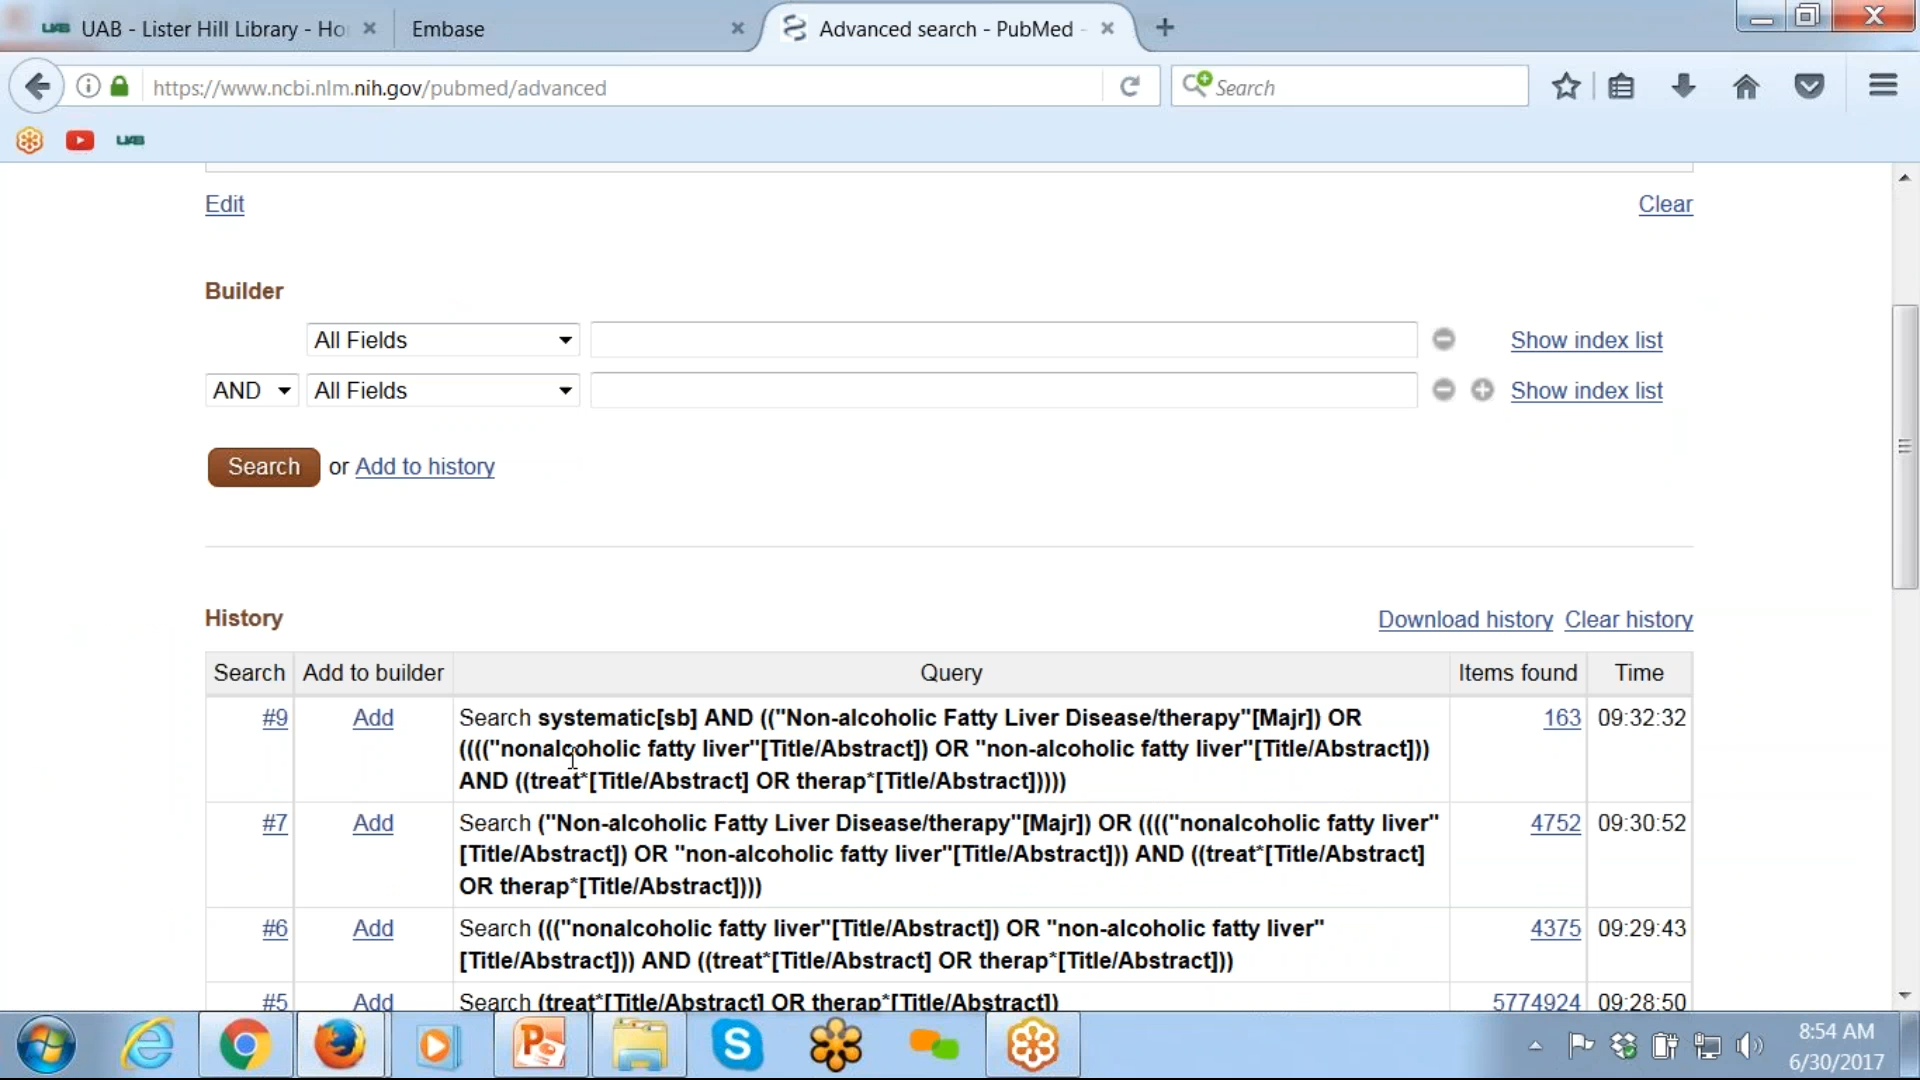 UAB UAB - Lister Hill Library - Ho
Embase
Advanced search - PubMed -
https://www.ncbi.nlm.nih.gov/pubmed/advanced
Search
UAB
Edit
Clear
Builder
All Fields
Show index list
AND All Fields
Show index list
Search or Add to history
History
Download history Clear history
Search Add to builder Query Items found Time
#9 Add Search systematic[sb] AND (("Non-alcoholic Fatty Liver Disease/therapy"[Majr]) OR 163 09:32:32
(((("nonalcoholic fatty liver"[Title/Abstract]) OR "non-alcoholic fatty liver"[Title/Abstract]))
AND ((treat*[Title/Abstract] OR therap*[Title/Abstract]))))
#7 Add Search ("Non-alcoholic Fatty Liver Disease/therapy"[Majr]) OR (((("nonalcoholic fatty liver" 4752 09:30:52
[Title/Abstract]) OR "non-alcoholic fatty liver"[Title/Abstract])) AND ((treat*[Title/Abstract]
OR therap*[Title/Abstract])))
#6 Add Search ((("nonalcoholic fatty liver"[Title/Abstract]) OR "non-alcoholic fatty liver" 4375 09:29:43
[Title/Abstract])) AND ((treat*[Title/Abstract] OR therap*[Title/Abstract]))
#5 Add Search (treat*[Title/Abstract] OR therap*[Title/Abstract]) 5774924 09:28:50
8:54 AM
6/30/2017